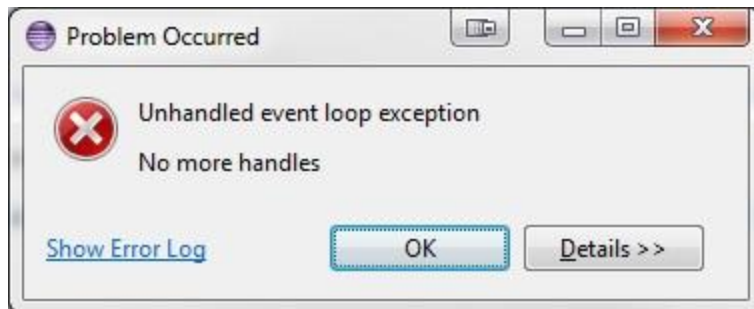 Problem Occurred
Unhandled event loop exception
No more handles
Show Error Log
OK
Details >>